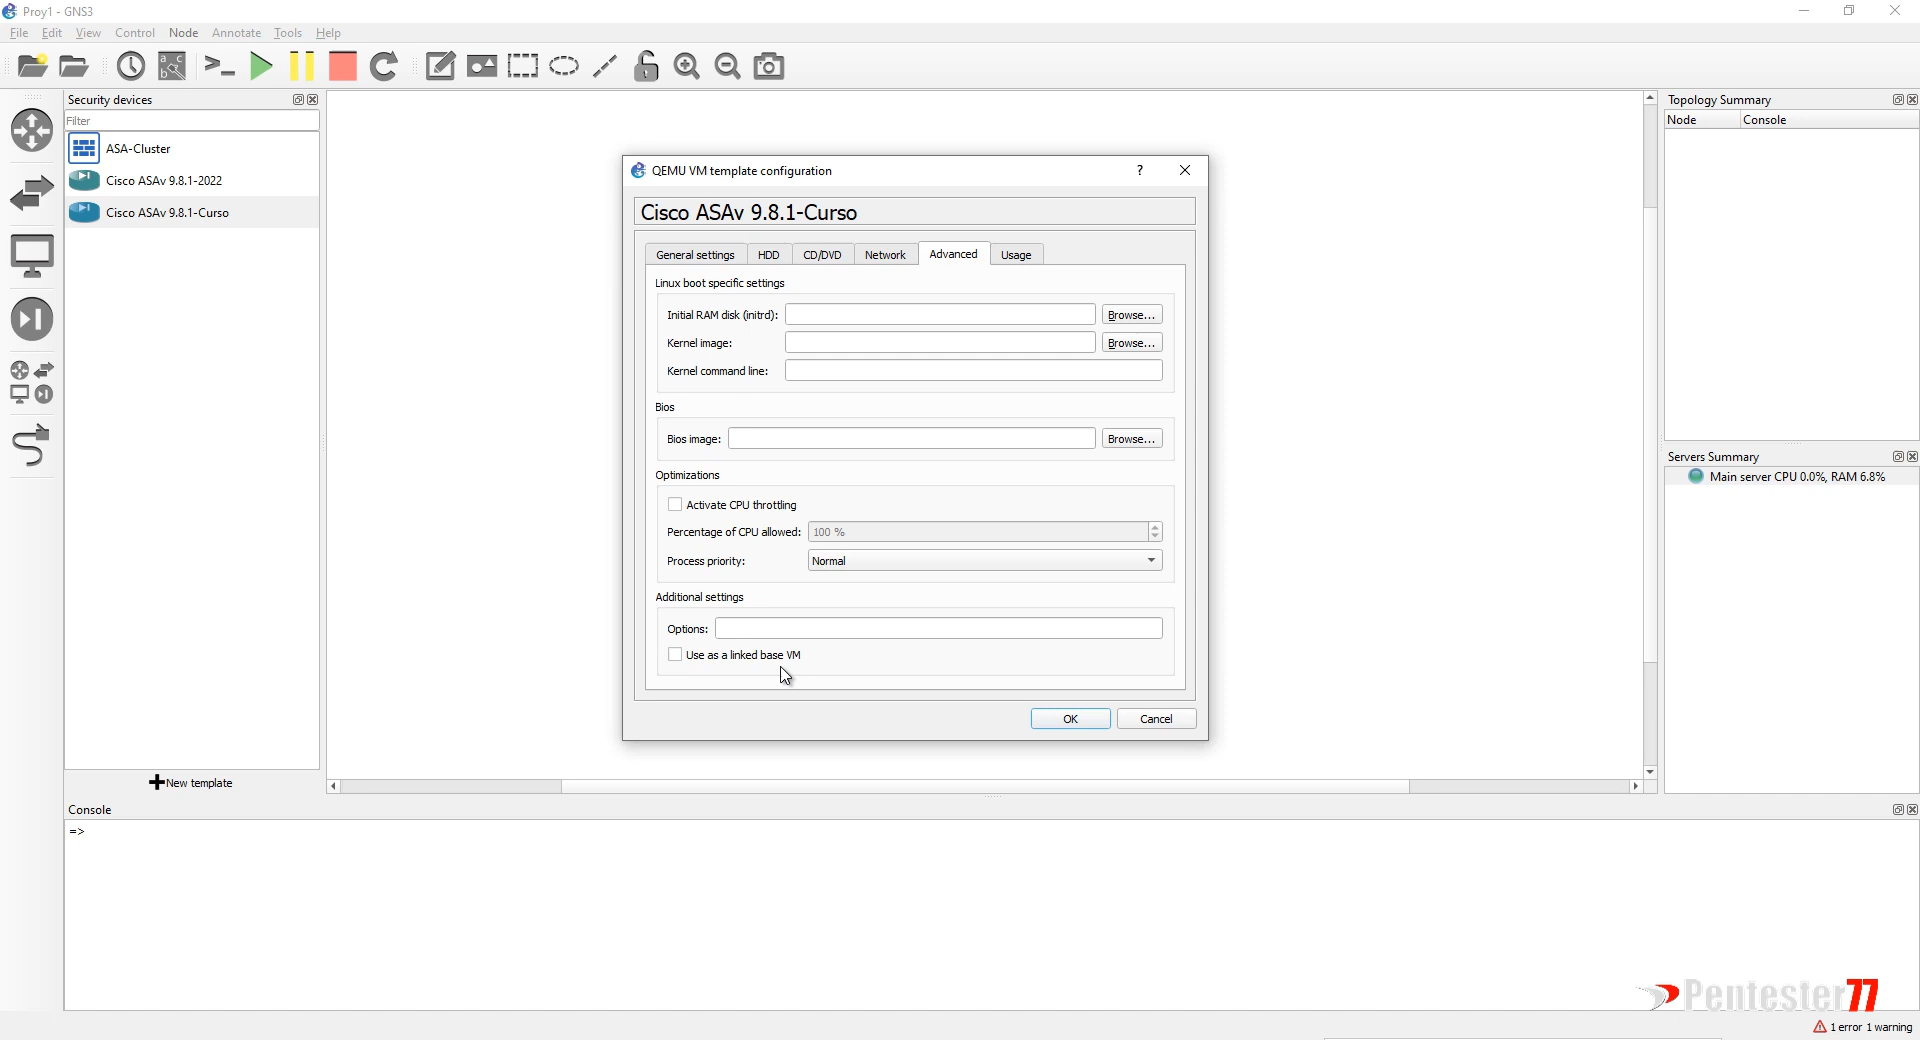 Proy1 - GNS3
File Edit View Control Node Annotate Tools Help
Security devices
Filter
ASA-Cluster
Cisco ASAv 9.8.1-2022
Cisco ASAv 9.8.1-Curso
New template
QEMU VM template configuration
?
Cisco ASAv 9.8.1-Curso
General settings HDD CD/DVD Network Advanced Usage
Linux boot specific settings
Initial RAM disk (initrd): Browse...
Kernel image: Browse...
Kernel command line:
Bios
Bios image: Browse...
Optimizations
Activate CPU throttling
Percentage of CPU allowed: 100 %
Process priority: Normal
Additional settings
Options:
Use as a linked base VM
OK Cancel
Topology Summary
Node Console
Servers Summary
Main server CPU 0.0%, RAM 6.8%
Console
=>
Pentester77
1 error 1 warning